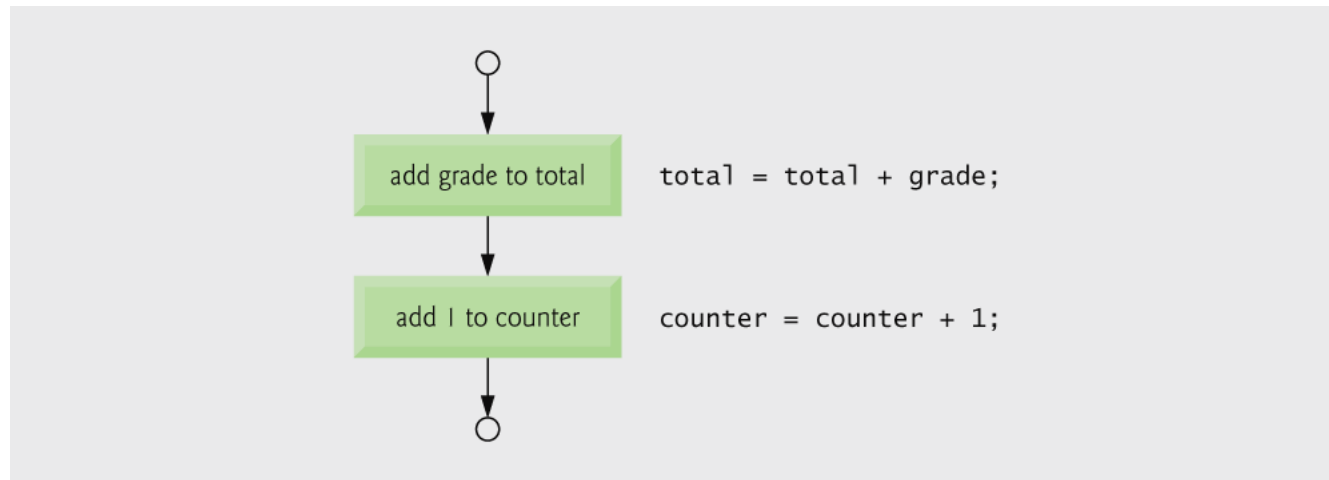 add grade to total
total = total + grade;
add 1 to counter
counter = counter + 1;